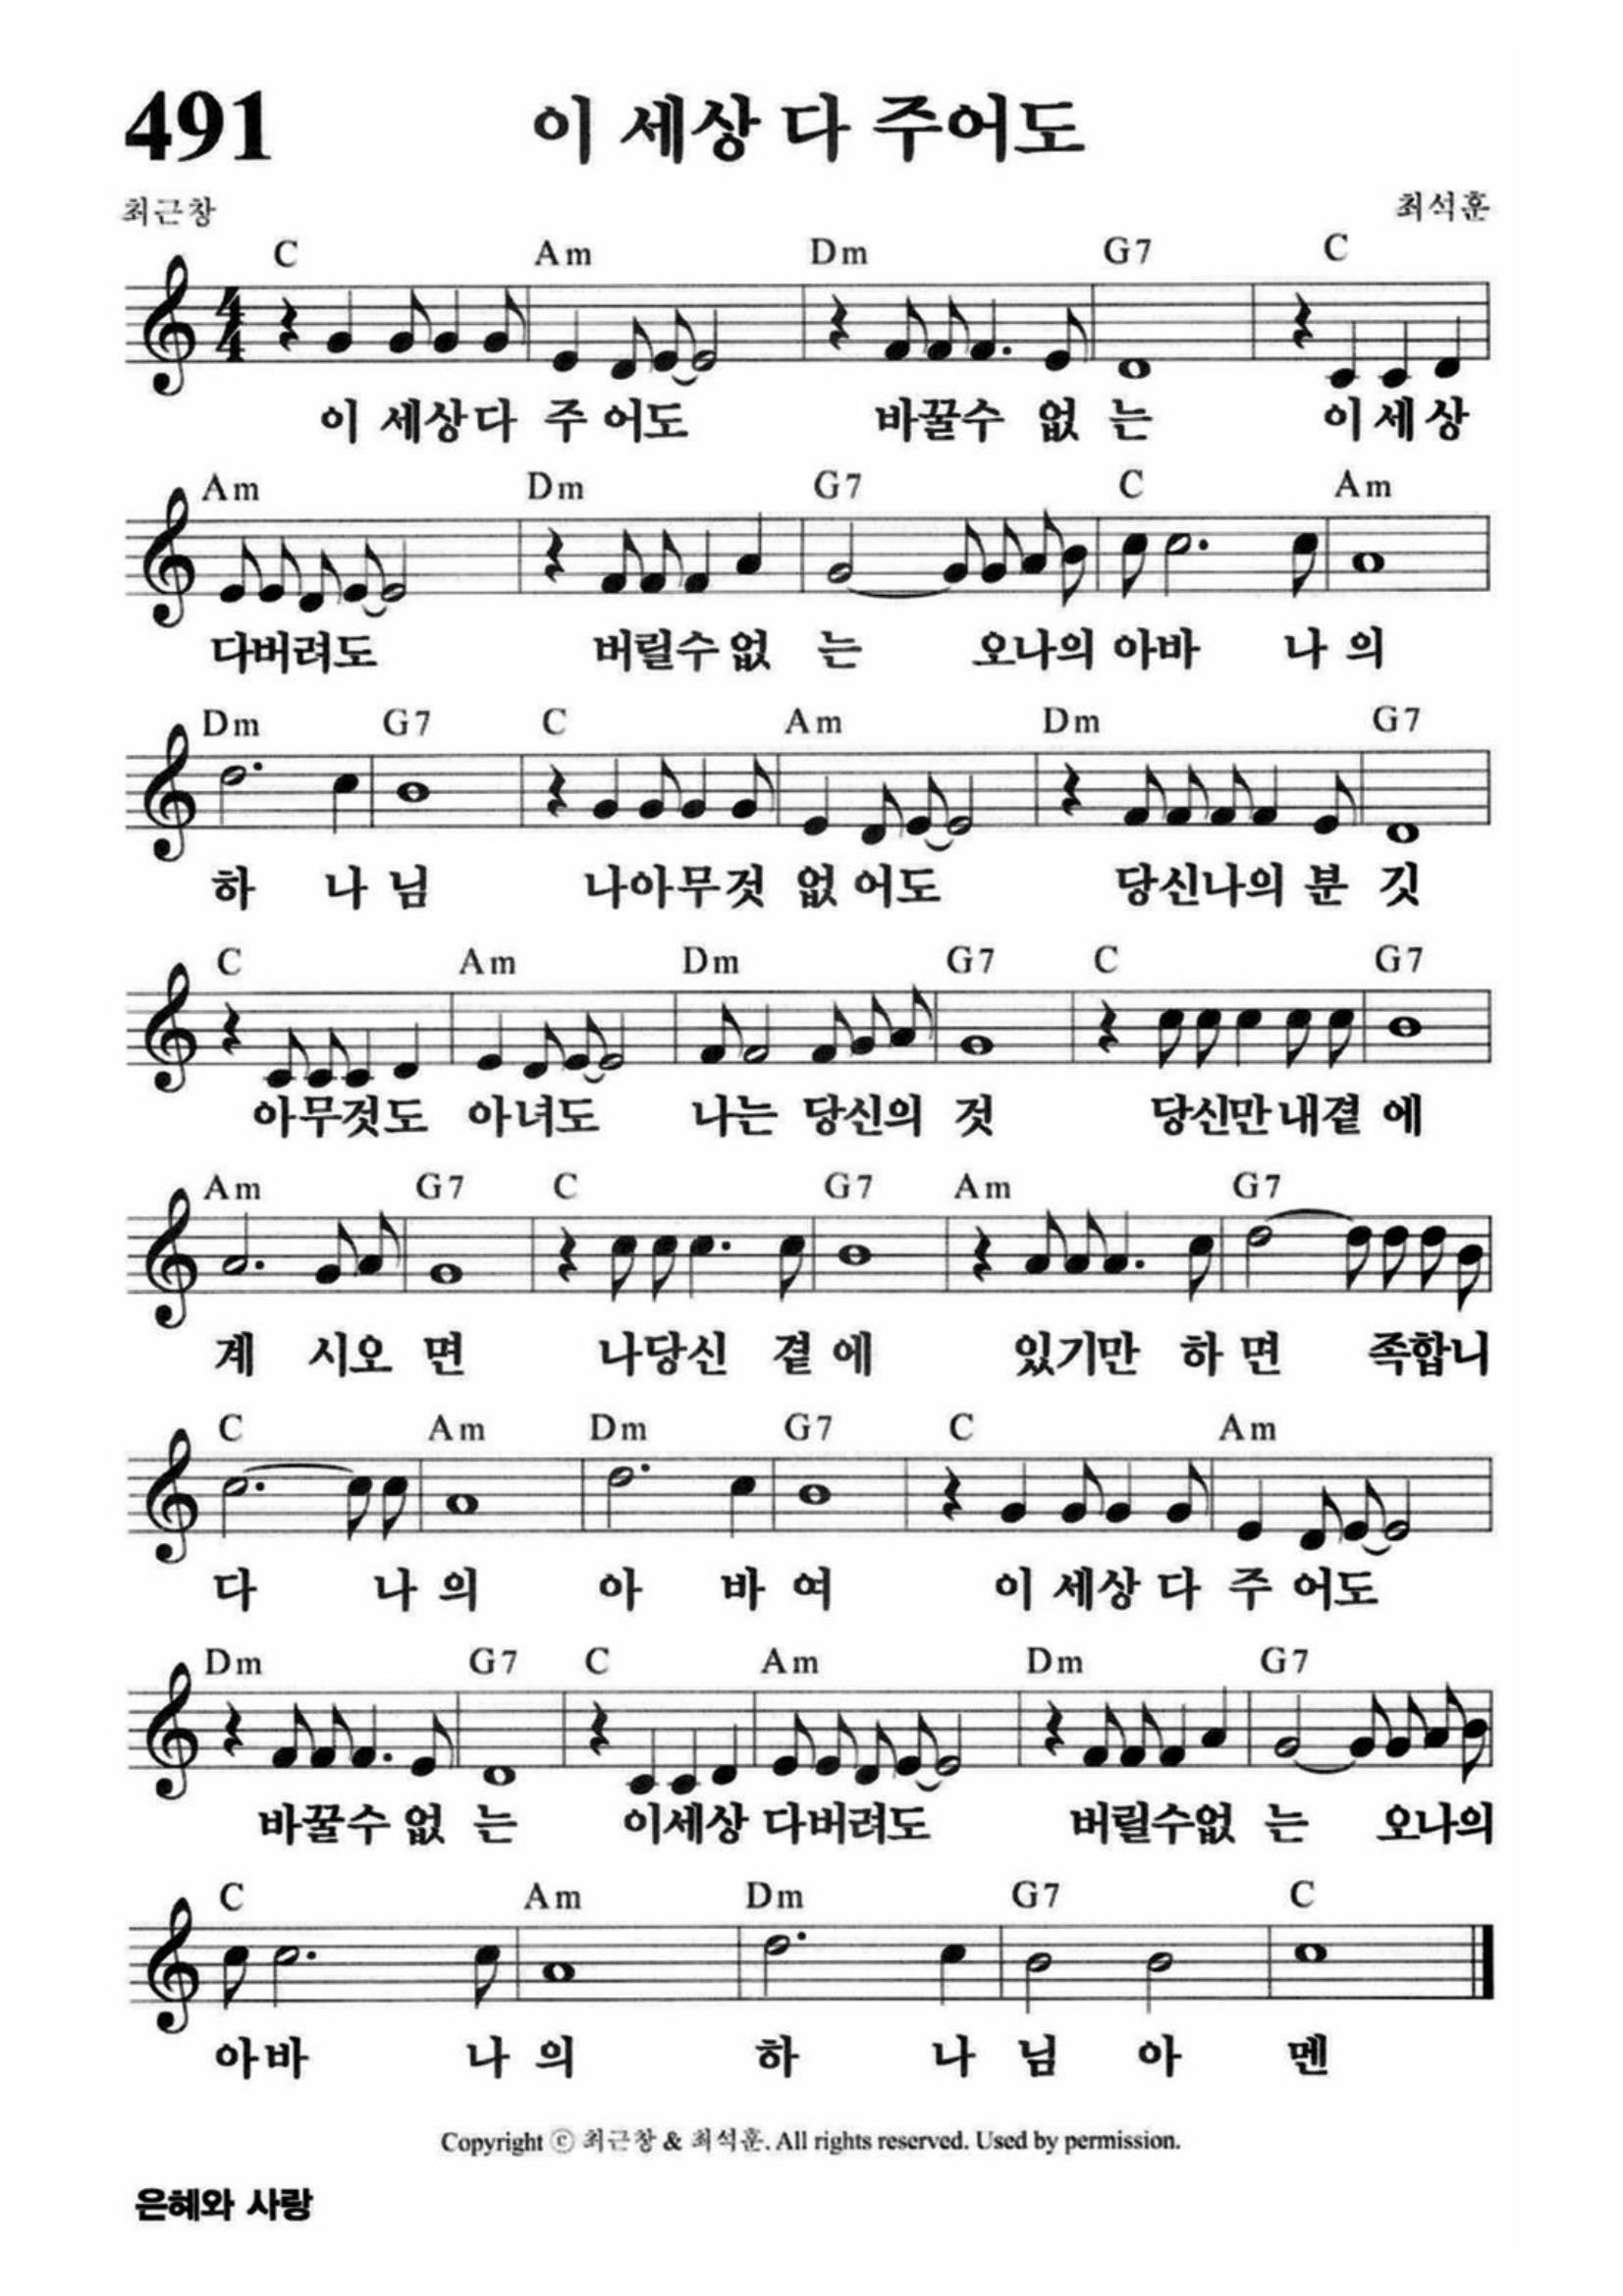 491
이 세상 다 주어도
최근창 최석훈
C Am Dm G7 C
이 세상다 주 어도 바꿀수 없 는 이세상
Am Dm G7 C Am
다버려도 버릴수 없 는 오나의 아바 나 의
Dm G7 C Am Dm G7
하 나 님 나아무것 없 어도 당신나의 분 깃
C Am Dm G7 C G7
아무것도 아녀도 나는 당신의 것 당신만 내곁 에
Am G7 C G7 Am G7
계 시오 면 나당신 곁 에 있기만 하 면 족합니
C Am Dm G7 C Am
다 나 의 아 바 여 이 세상 다 주 어도
Dm G7 C Am Dm G7
바꿀수 없 는 이세상 다버려도 버릴수없 는 오나의
C Am Dm G7 C
아바 나 의 하 나 님 아 멘
Copyright ⓒ 최근창 & 최석훈. All rights reserved. Used by permission.
은혜와 사랑